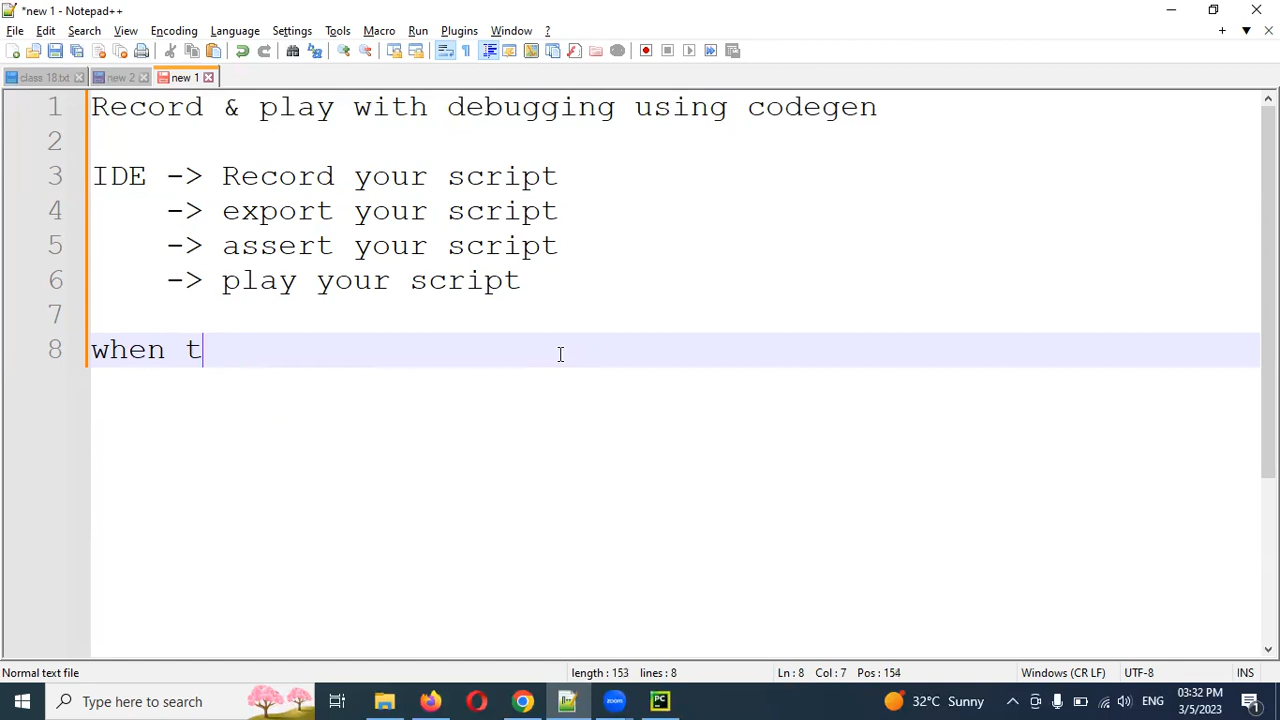 *new 1 - Notepad++
File Edit Search View Encoding Language Settings Tools Macro Run Plugins Window ?
class 18.txt new 2 new 1
1 Record & play with debugging using codegen
2
3 IDE -> Record your script
4 -> export your script
5 -> assert your script
6 -> play your script
7
8 when t
Normal text file length : 153 lines : 8 Ln : 8 Col : 7 Pos : 154 Windows (CR LF) UTF-8 INS
Type here to search zoom PC 32°C Sunny ENG 03:32 PM
3/5/2023 1